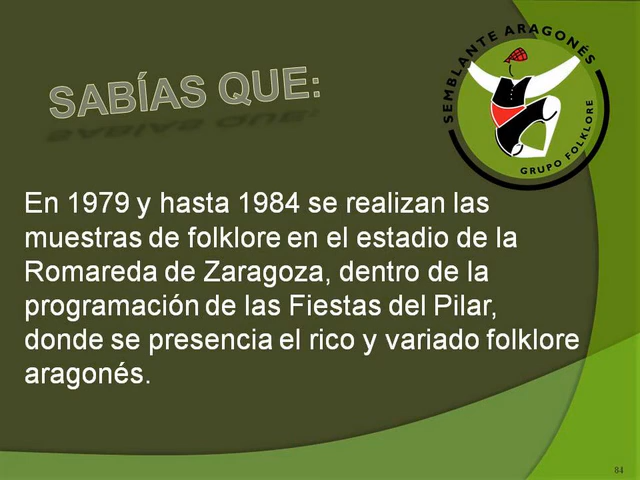 SABÍAS QUE:
SEMBLANTE ARAGONÉS
GRUPO FOLKLORE
En 1979 y hasta 1984 se realizan las
muestras de folklore en el estadio de la
Romareda de Zaragoza, dentro de la
programación de las Fiestas del Pilar,
donde se presencia el rico y variado folklore
aragonés.
84